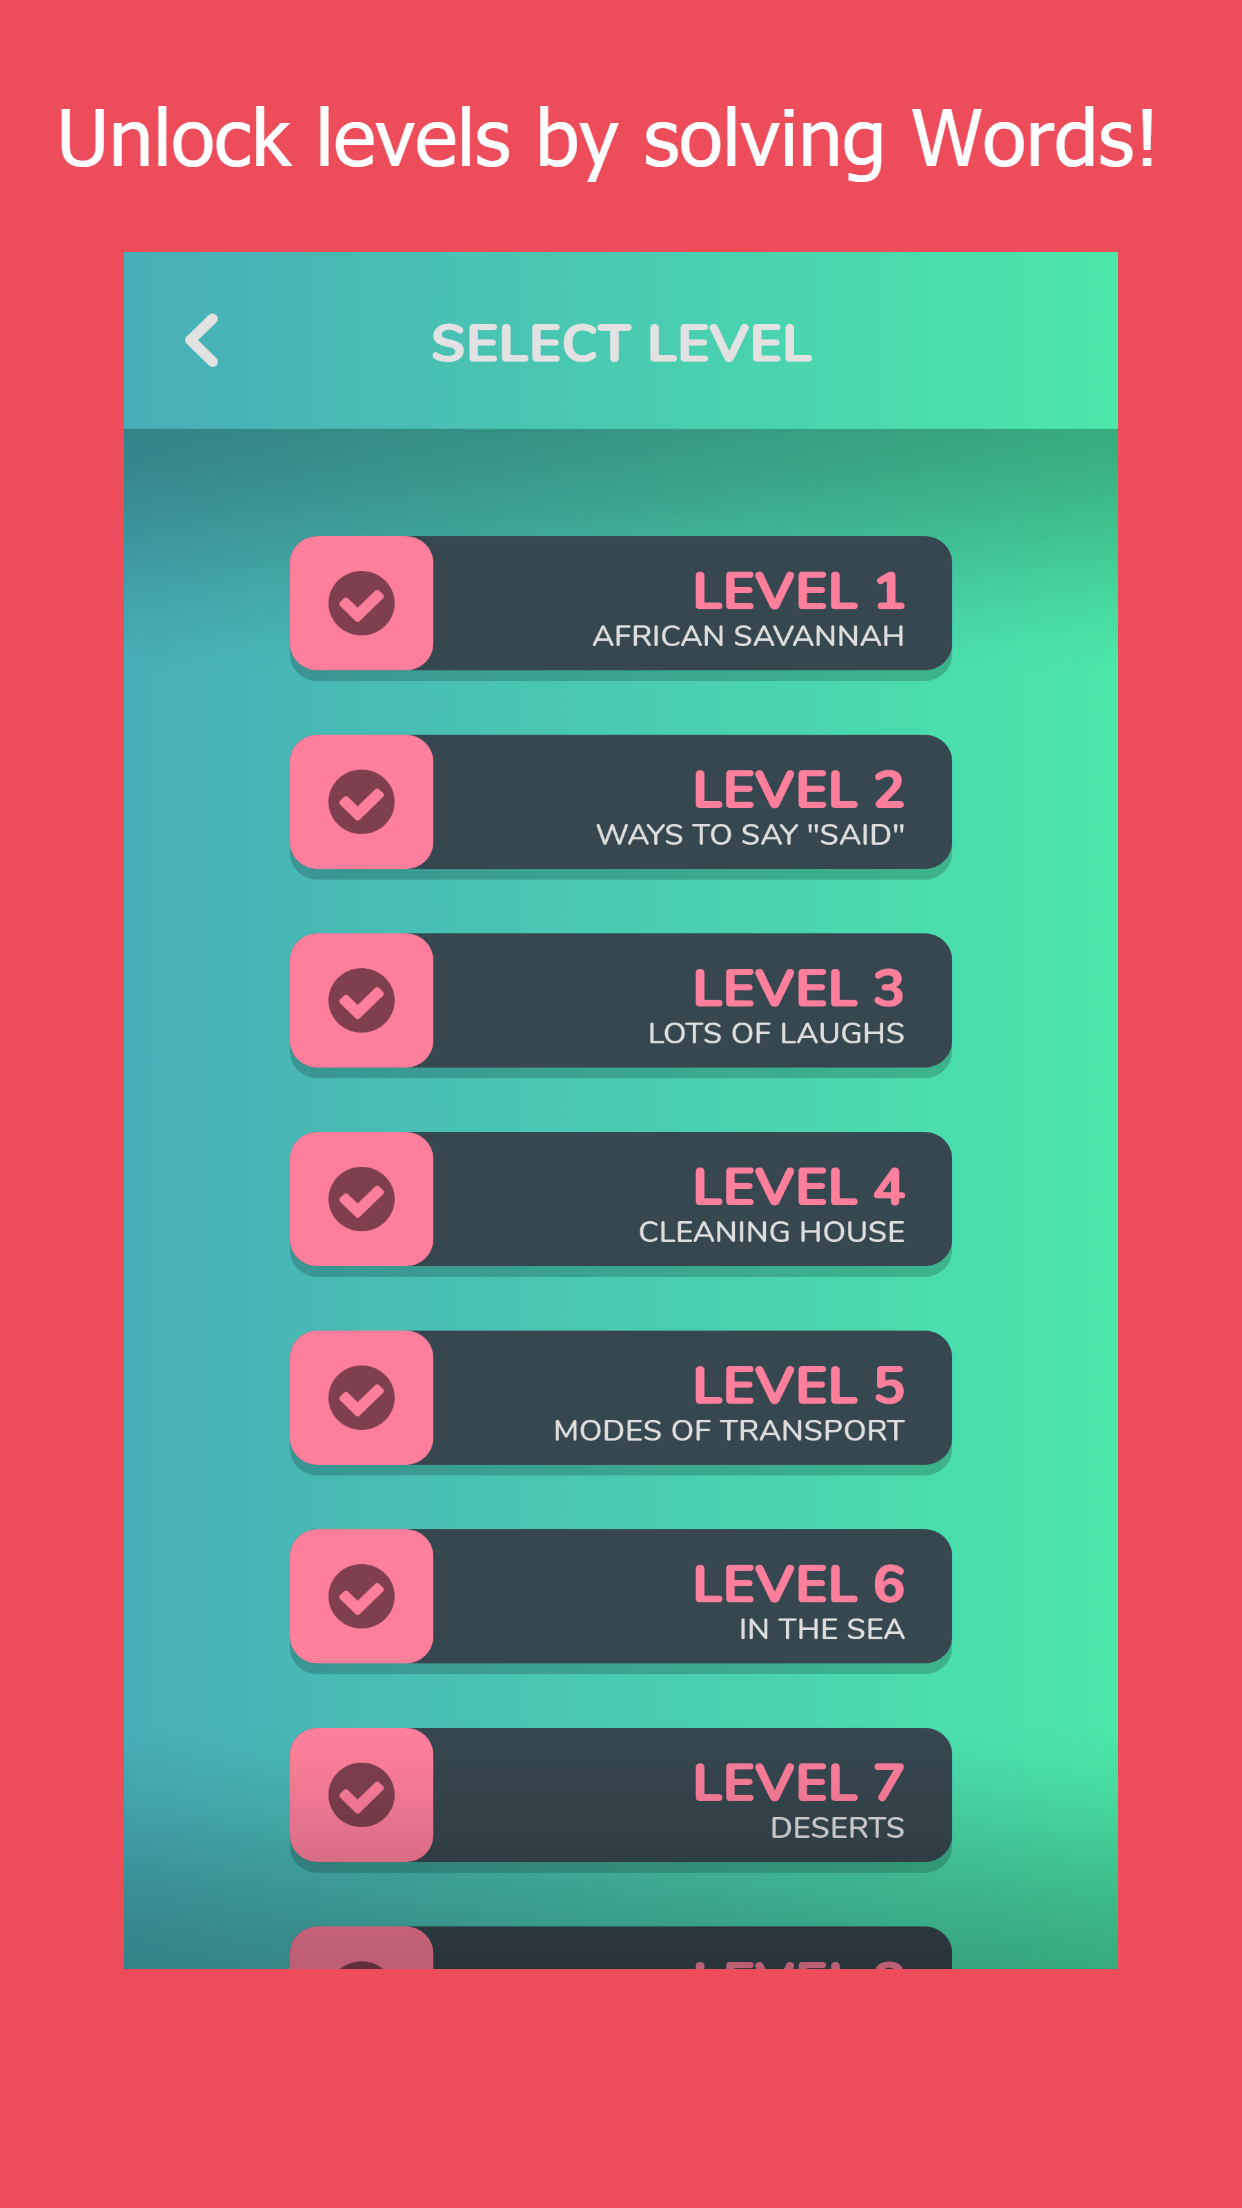 Unlock levels by solving Words!
SELECT LEVEL
LEVEL 1
AFRICAN SAVANNAH
LEVEL 2
WAYS TO SAY "SAID"
LEVEL 3
LOTS OF LAUGHS
LEVEL 4
CLEANING HOUSE
LEVEL 5
MODES OF TRANSPORT
LEVEL 6
IN THE SEA
LEVEL 7
DESERTS